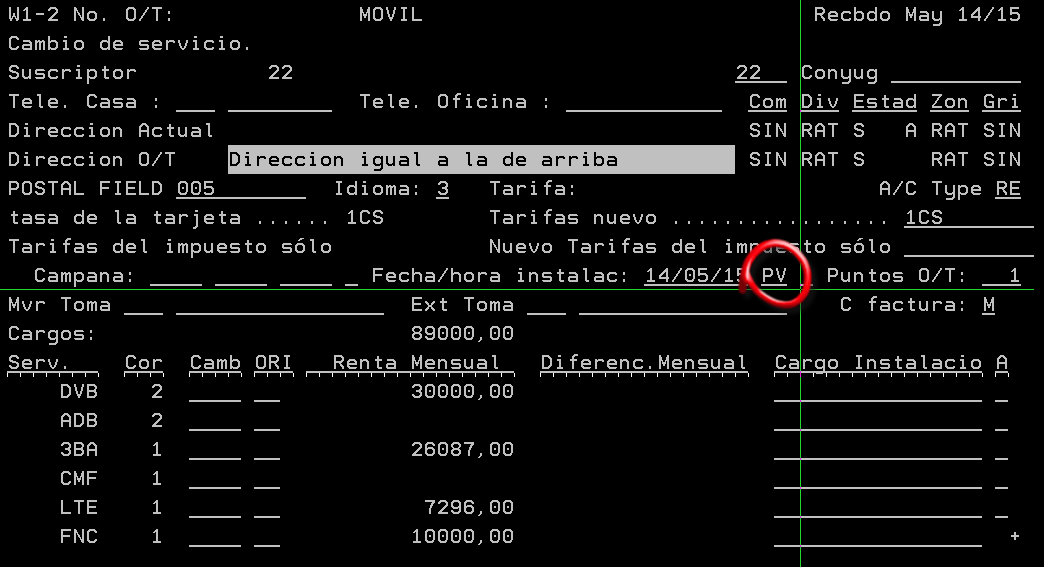 W1-2 No. O/T: MOVIL Recbdo May 14/15
Cambio de servicio.
Suscriptor 22 22 Conyug
Tele. Casa : Tele. Oficina : Com Div Estad Zon Gri
Direccion Actual SIN RAT S A RAT SIN
Direccion O/T Direccion igual a la de arriba SIN RAT S RAT SIN
POSTAL FIELD 005 Idioma: 3 Tarifa: A/C Type RE
tasa de la tarjeta ...... 1CS Tarifas nuevo ................. 1CS
Tarifas del impuesto sólo Nuevo Tarifas del impuesto sólo
Campana: Fecha/hora instalac: 14/05/15 PV Puntos O/T: 1
Mvr Toma Ext Toma C factura: M
Cargos: 89000,00
Serv. Cor Camb ORI Renta Mensual Diferenc.Mensual Cargo Instalacio A
DVB 2 30000,00
ADB 2
3BA 1 26087,00
CMF 1
LTE 1 7296,00
FNC 1 10000,00 +